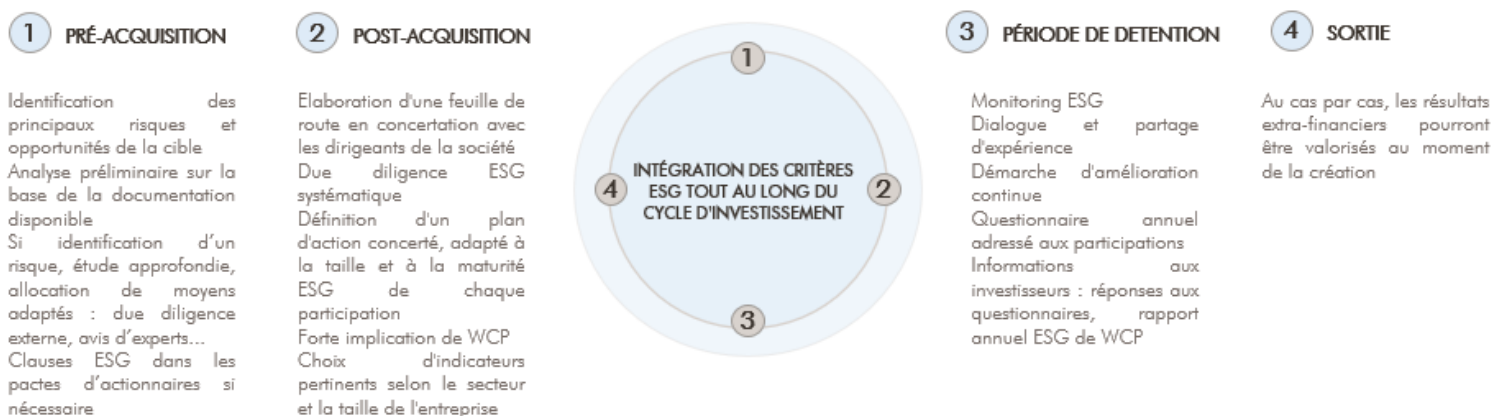 1 PRÉ-ACQUISITION
Identification des
principaux risques et
opportunités de la cible
Analyse préliminaire sur la
base de la documentation
disponible
Si identification d’un
risque, étude approfondie,
allocation de moyens
adaptés : due diligence
externe, avis d’experts...
Clauses ESG dans les
pactes d’actionnaires si
nécessaire
2 POST-ACQUISITION
Elaboration d'une feuille de
route en concertation avec
les dirigeants de la société
Due diligence ESG
systématique
Définition d'un plan
d'action concerté, adapté à
la taille et à la maturité
ESG de chaque
participation
Forte implication de WCP
Choix d'indicateurs
pertinents selon le secteur
et la taille de l'entreprise
1
INTÉGRATION DES CRITÈRES
4 ESG TOUT AU LONG DU 2
CYCLE D'INVESTISSEMENT
3
3 PÉRIODE DE DETENTION
Monitoring ESG
Dialogue et partage
d'expérience
Démarche d'amélioration
continue
Questionnaire annuel
adressé aux participations
Informations aux
investisseurs : réponses aux
questionnaires, rapport
annuel ESG de WCP
4 SORTIE
Au cas par cas, les résultats
extra-financiers pourront
être valorisés au moment
de la création